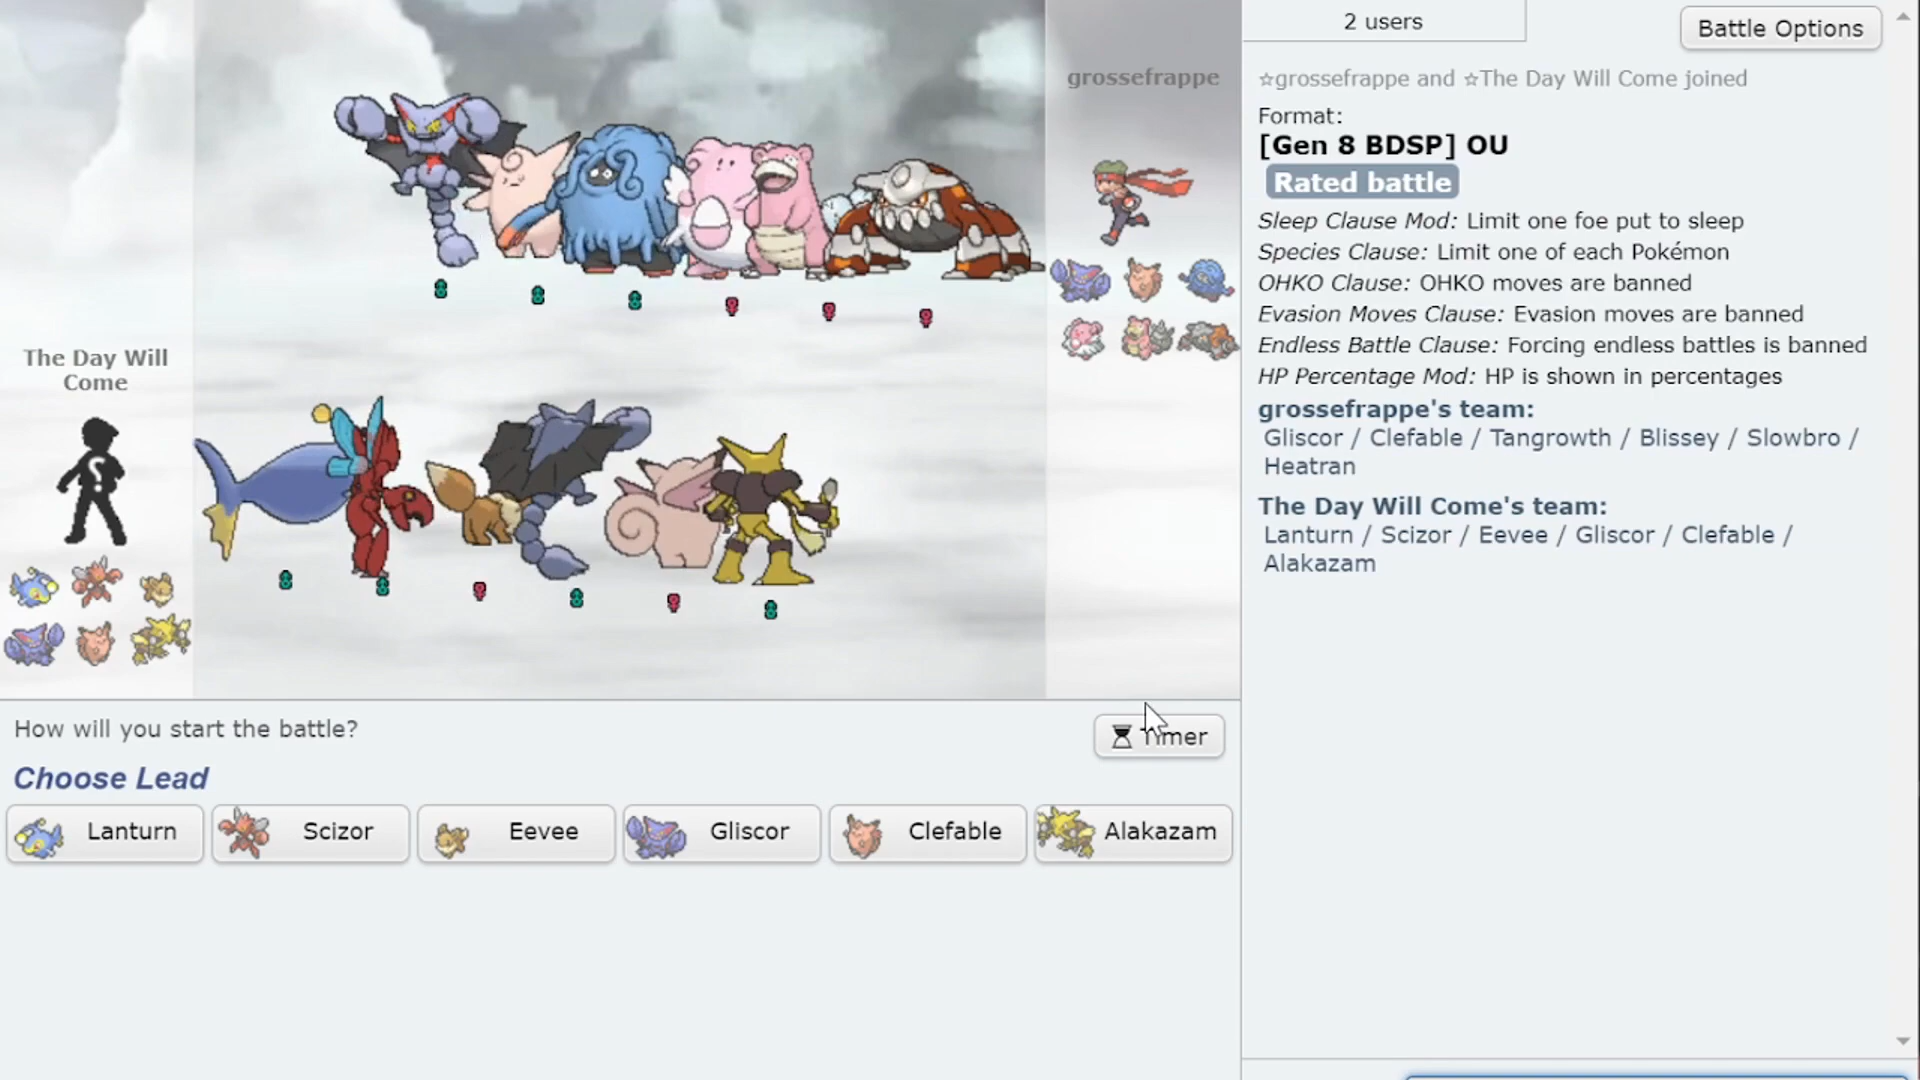 2 users
Battle Options
grossefrappe
☆grossefrappe and ☆The Day Will Come joined
Format:
[Gen 8 BDSP] OU
Rated battle
Sleep Clause Mod: Limit one foe put to sleep
Species Clause: Limit one of each Pokémon
OHKO Clause: OHKO moves are banned
Evasion Moves Clause: Evasion moves are banned
Endless Battle Clause: Forcing endless battles is banned
HP Percentage Mod: HP is shown in percentages
grossefrappe's team:
Gliscor / Clefable / Tangrowth / Blissey / Slowbro /
Heatran
The Day Will Come's team:
Lanturn / Scizor / Eevee / Gliscor / Clefable /
Alakazam
The Day Will
Come
How will you start the battle?
Timer
Choose Lead
Lanturn
Scizor
Eevee
Gliscor
Clefable
Alakazam